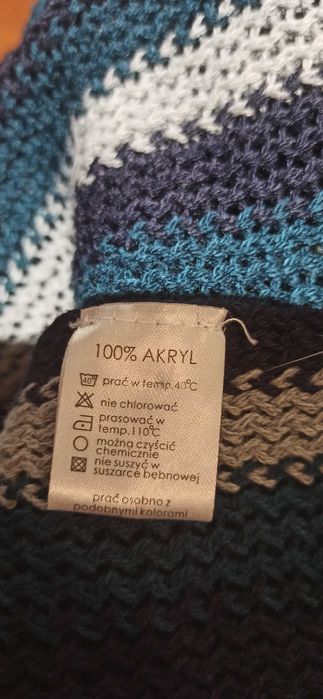 100% AKRYL
40° prać w temp.40°C
nie chlorować
prasować w
temp.110°C
można czyścić
chemicznie
nie suszyć w
suszarce bębnowej
prać osobno z
podobnymi kolorami